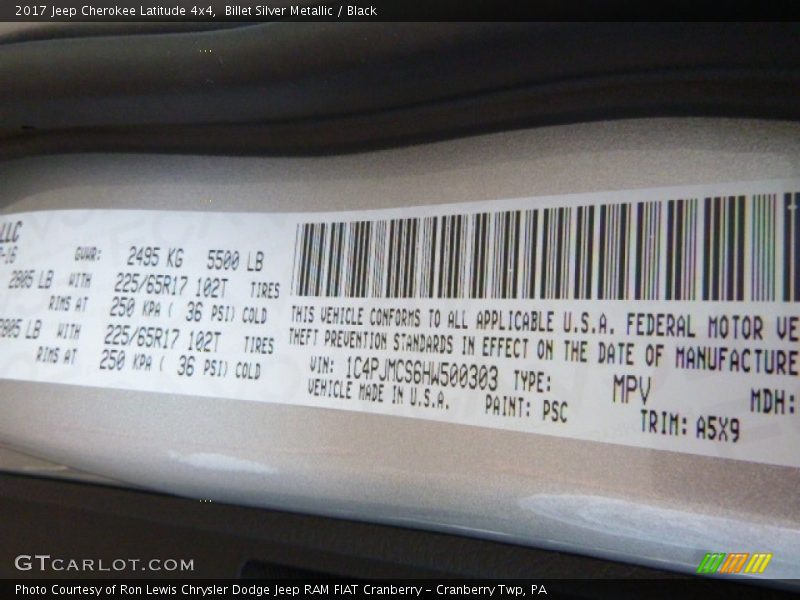 2017 Jeep Cherokee Latitude 4x4, Billet Silver Metallic / Black
LLC
-16 GVWR: 2495 KG 5500 LB
2805 LB WITH 225/65R17 102T TIRES
RIMS AT 250 KPA ( 36 PSI) COLD
2805 LB WITH 225/65R17 102T TIRES
RIMS AT 250 KPA ( 36 PSI) COLD
THIS VEHICLE CONFORMS TO ALL APPLICABLE U.S.A. FEDERAL MOTOR VE
THEFT PREVENTION STANDARDS IN EFFECT ON THE DATE OF MANUFACTURE
VIN: 1C4PJMCS6HW500303 TYPE: MPV MDH:
VEHICLE MADE IN U.S.A. PAINT: PSC TRIM: A5X9
GTCARLOT.COM
Photo Courtesy of Ron Lewis Chrysler Dodge Jeep RAM FIAT Cranberry - Cranberry Twp, PA